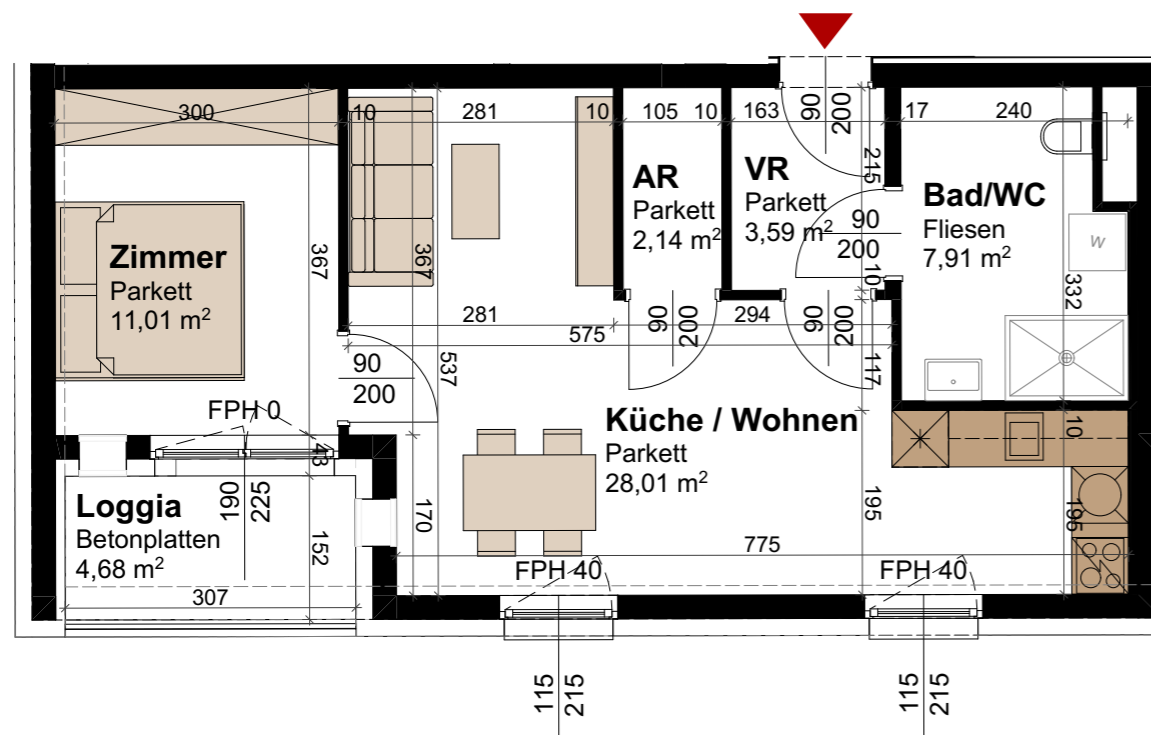 90
200
300
10
281
10
105
10
163
17
240
215
AR
Parkett
2,14 m²
VR
Parkett
3,59 m²
Bad/WC
Fliesen
7,91 m²
W
90
200
10
332
Zimmer
Parkett
11,01 m²
367
367
281
294
575
90
200
90
200
117
90
200
537
FPH 0
43
Küche / Wohnen
Parkett
28,01 m²
10
Loggia
Betonplatten
4,68 m²
190
225
152
170
195
195
775
307
FPH 40
FPH 40
115
215
115
215